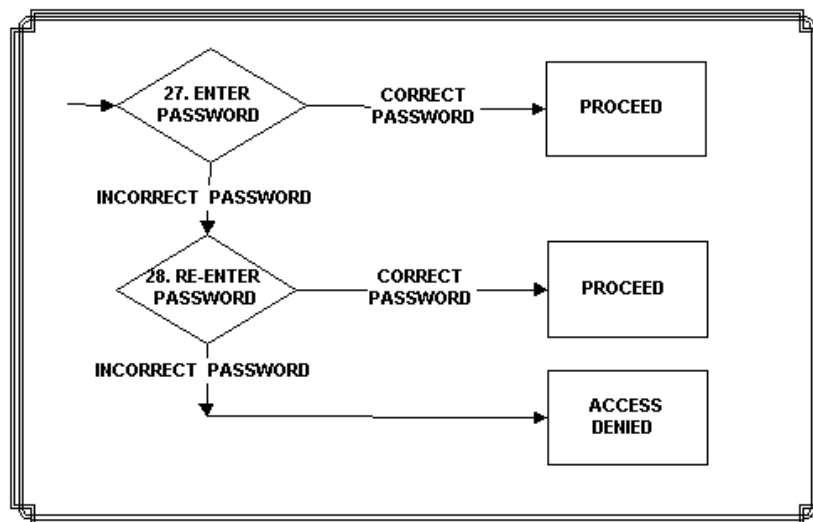 27. ENTER
PASSWORD
CORRECT
PASSWORD
PROCEED
INCORRECT PASSWORD
28. RE-ENTER
PASSWORD
CORRECT
PASSWORD
PROCEED
INCORRECT PASSWORD
ACCESS
DENIED